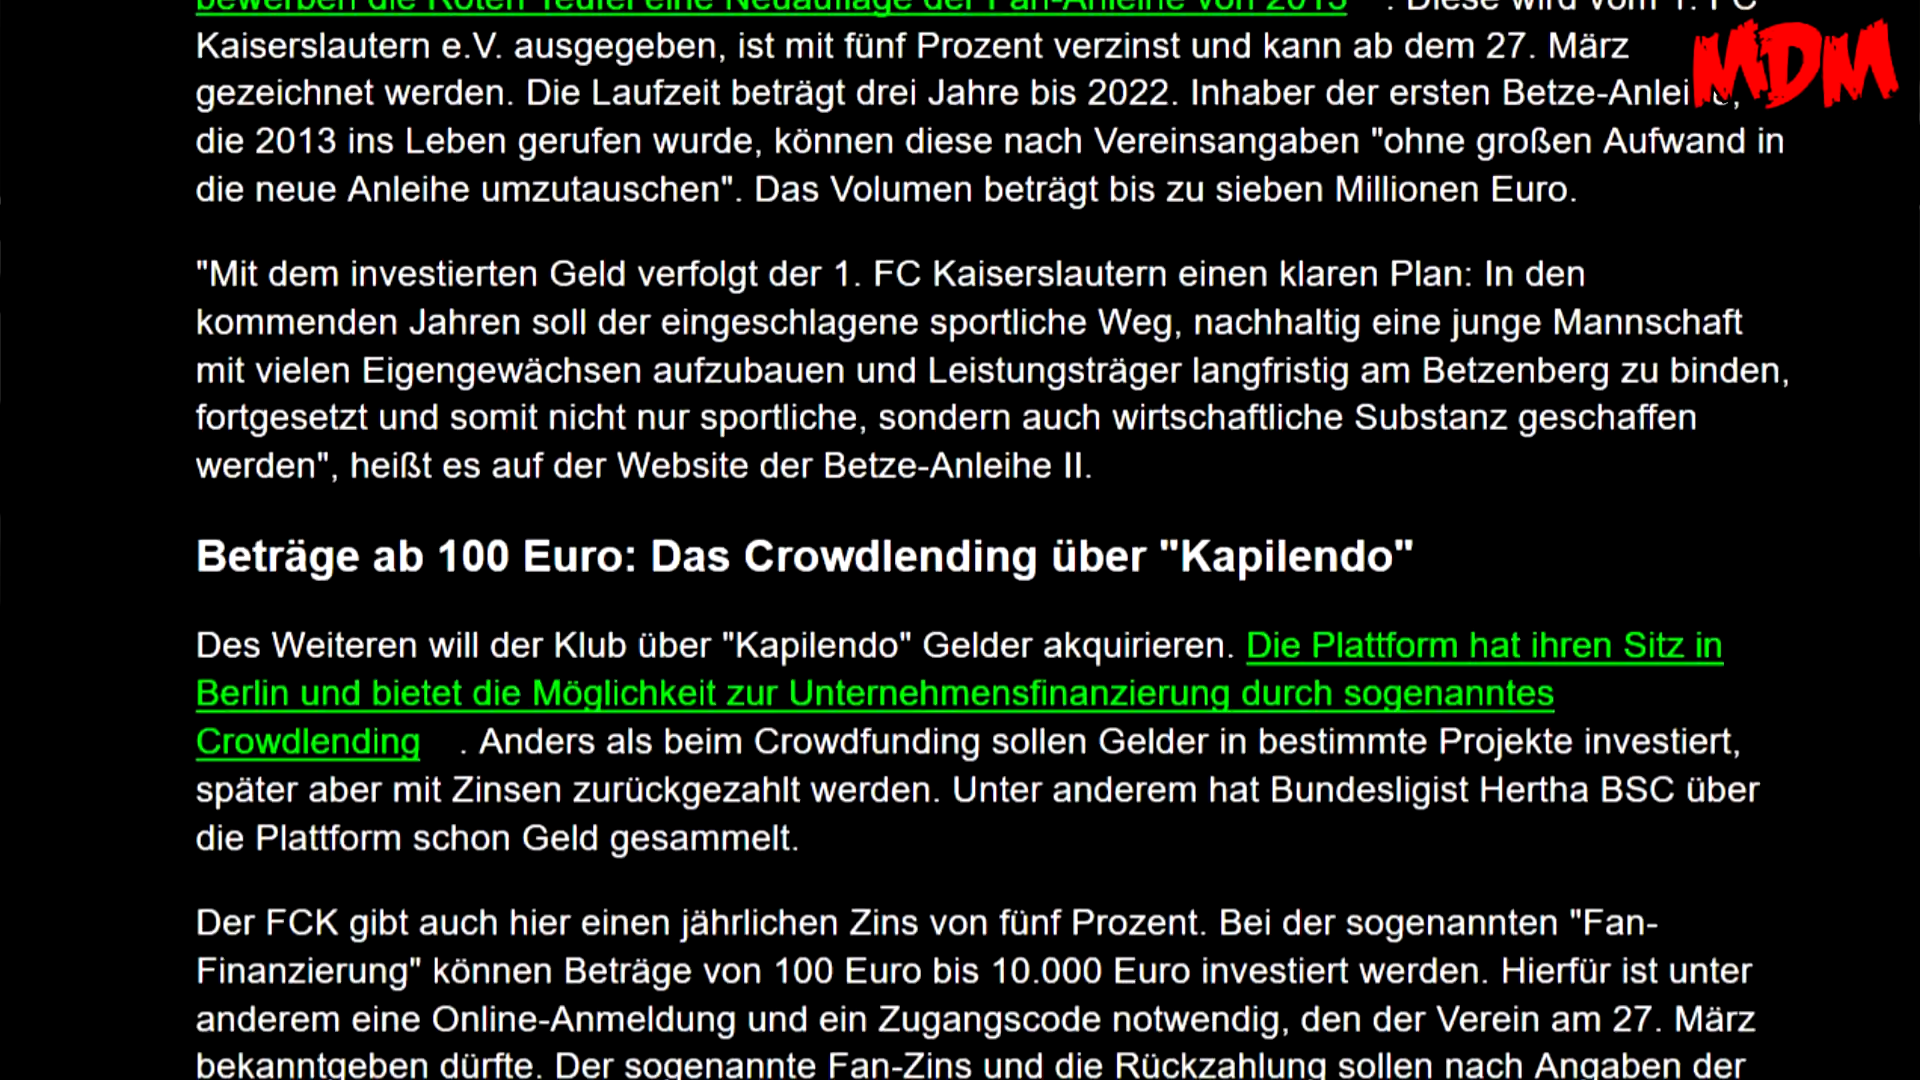 bewerben die Roten Teufel eine Neuauflage der Fan-Anleihe von 2013 . Diese wird vom 1. FC
Kaiserslautern e.V. ausgegeben, ist mit fünf Prozent verzinst und kann ab dem 27. März
MDM
gezeichnet werden. Die Laufzeit beträgt drei Jahre bis 2022. Inhaber der ersten Betze-Anleihe,
die 2013 ins Leben gerufen wurde, können diese nach Vereinsangaben "ohne großen Aufwand in
die neue Anleihe umzutauschen". Das Volumen beträgt bis zu sieben Millionen Euro.
"Mit dem investierten Geld verfolgt der 1. FC Kaiserslautern einen klaren Plan: In den
kommenden Jahren soll der eingeschlagene sportliche Weg, nachhaltig eine junge Mannschaft
mit vielen Eigengewächsen aufzubauen und Leistungsträger langfristig am Betzenberg zu binden,
fortgesetzt und somit nicht nur sportliche, sondern auch wirtschaftliche Substanz geschaffen
werden", heißt es auf der Website der Betze-Anleihe II.
Beträge ab 100 Euro: Das Crowdlending über "Kapilendo"
Des Weiteren will der Klub über "Kapilendo" Gelder akquirieren. Die Plattform hat ihren Sitz in
Berlin und bietet die Möglichkeit zur Unternehmensfinanzierung durch sogenanntes
Crowdlending . Anders als beim Crowdfunding sollen Gelder in bestimmte Projekte investiert,
später aber mit Zinsen zurückgezahlt werden. Unter anderem hat Bundesligist Hertha BSC über
die Plattform schon Geld gesammelt.
Der FCK gibt auch hier einen jährlichen Zins von fünf Prozent. Bei der sogenannten "Fan-
Finanzierung" können Beträge von 100 Euro bis 10.000 Euro investiert werden. Hierfür ist unter
anderem eine Online-Anmeldung und ein Zugangscode notwendig, den der Verein am 27. März
bekanntgeben dürfte. Der sogenannte Fan-Zins und die Rückzahlung sollen nach Angaben der